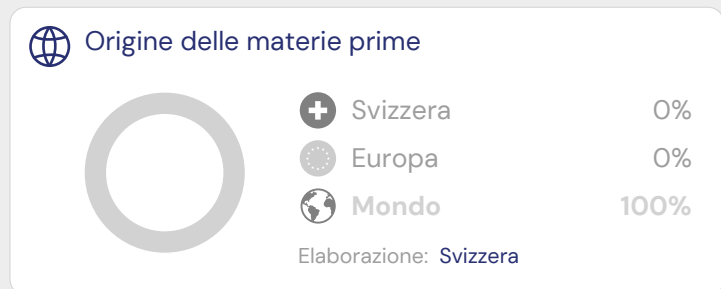 Origine delle materie prime
Svizzera 0%
Europa 0%
Mondo 100%
Elaborazione: Svizzera